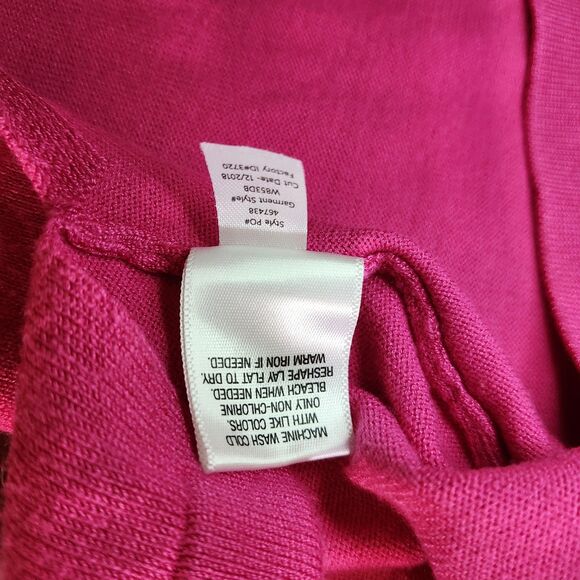 Style PO#
467438
Garment Style#
W853DB
Cut Date- 12/2018
Factory ID#3720
MACHINE WASH COLD
WITH LIKE COLORS.
ONLY NON-CHLORINE
BLEACH WHEN NEEDED.
RESHAPE LAY FLAT TO DRY.
WARM IRON IF NEEDED.